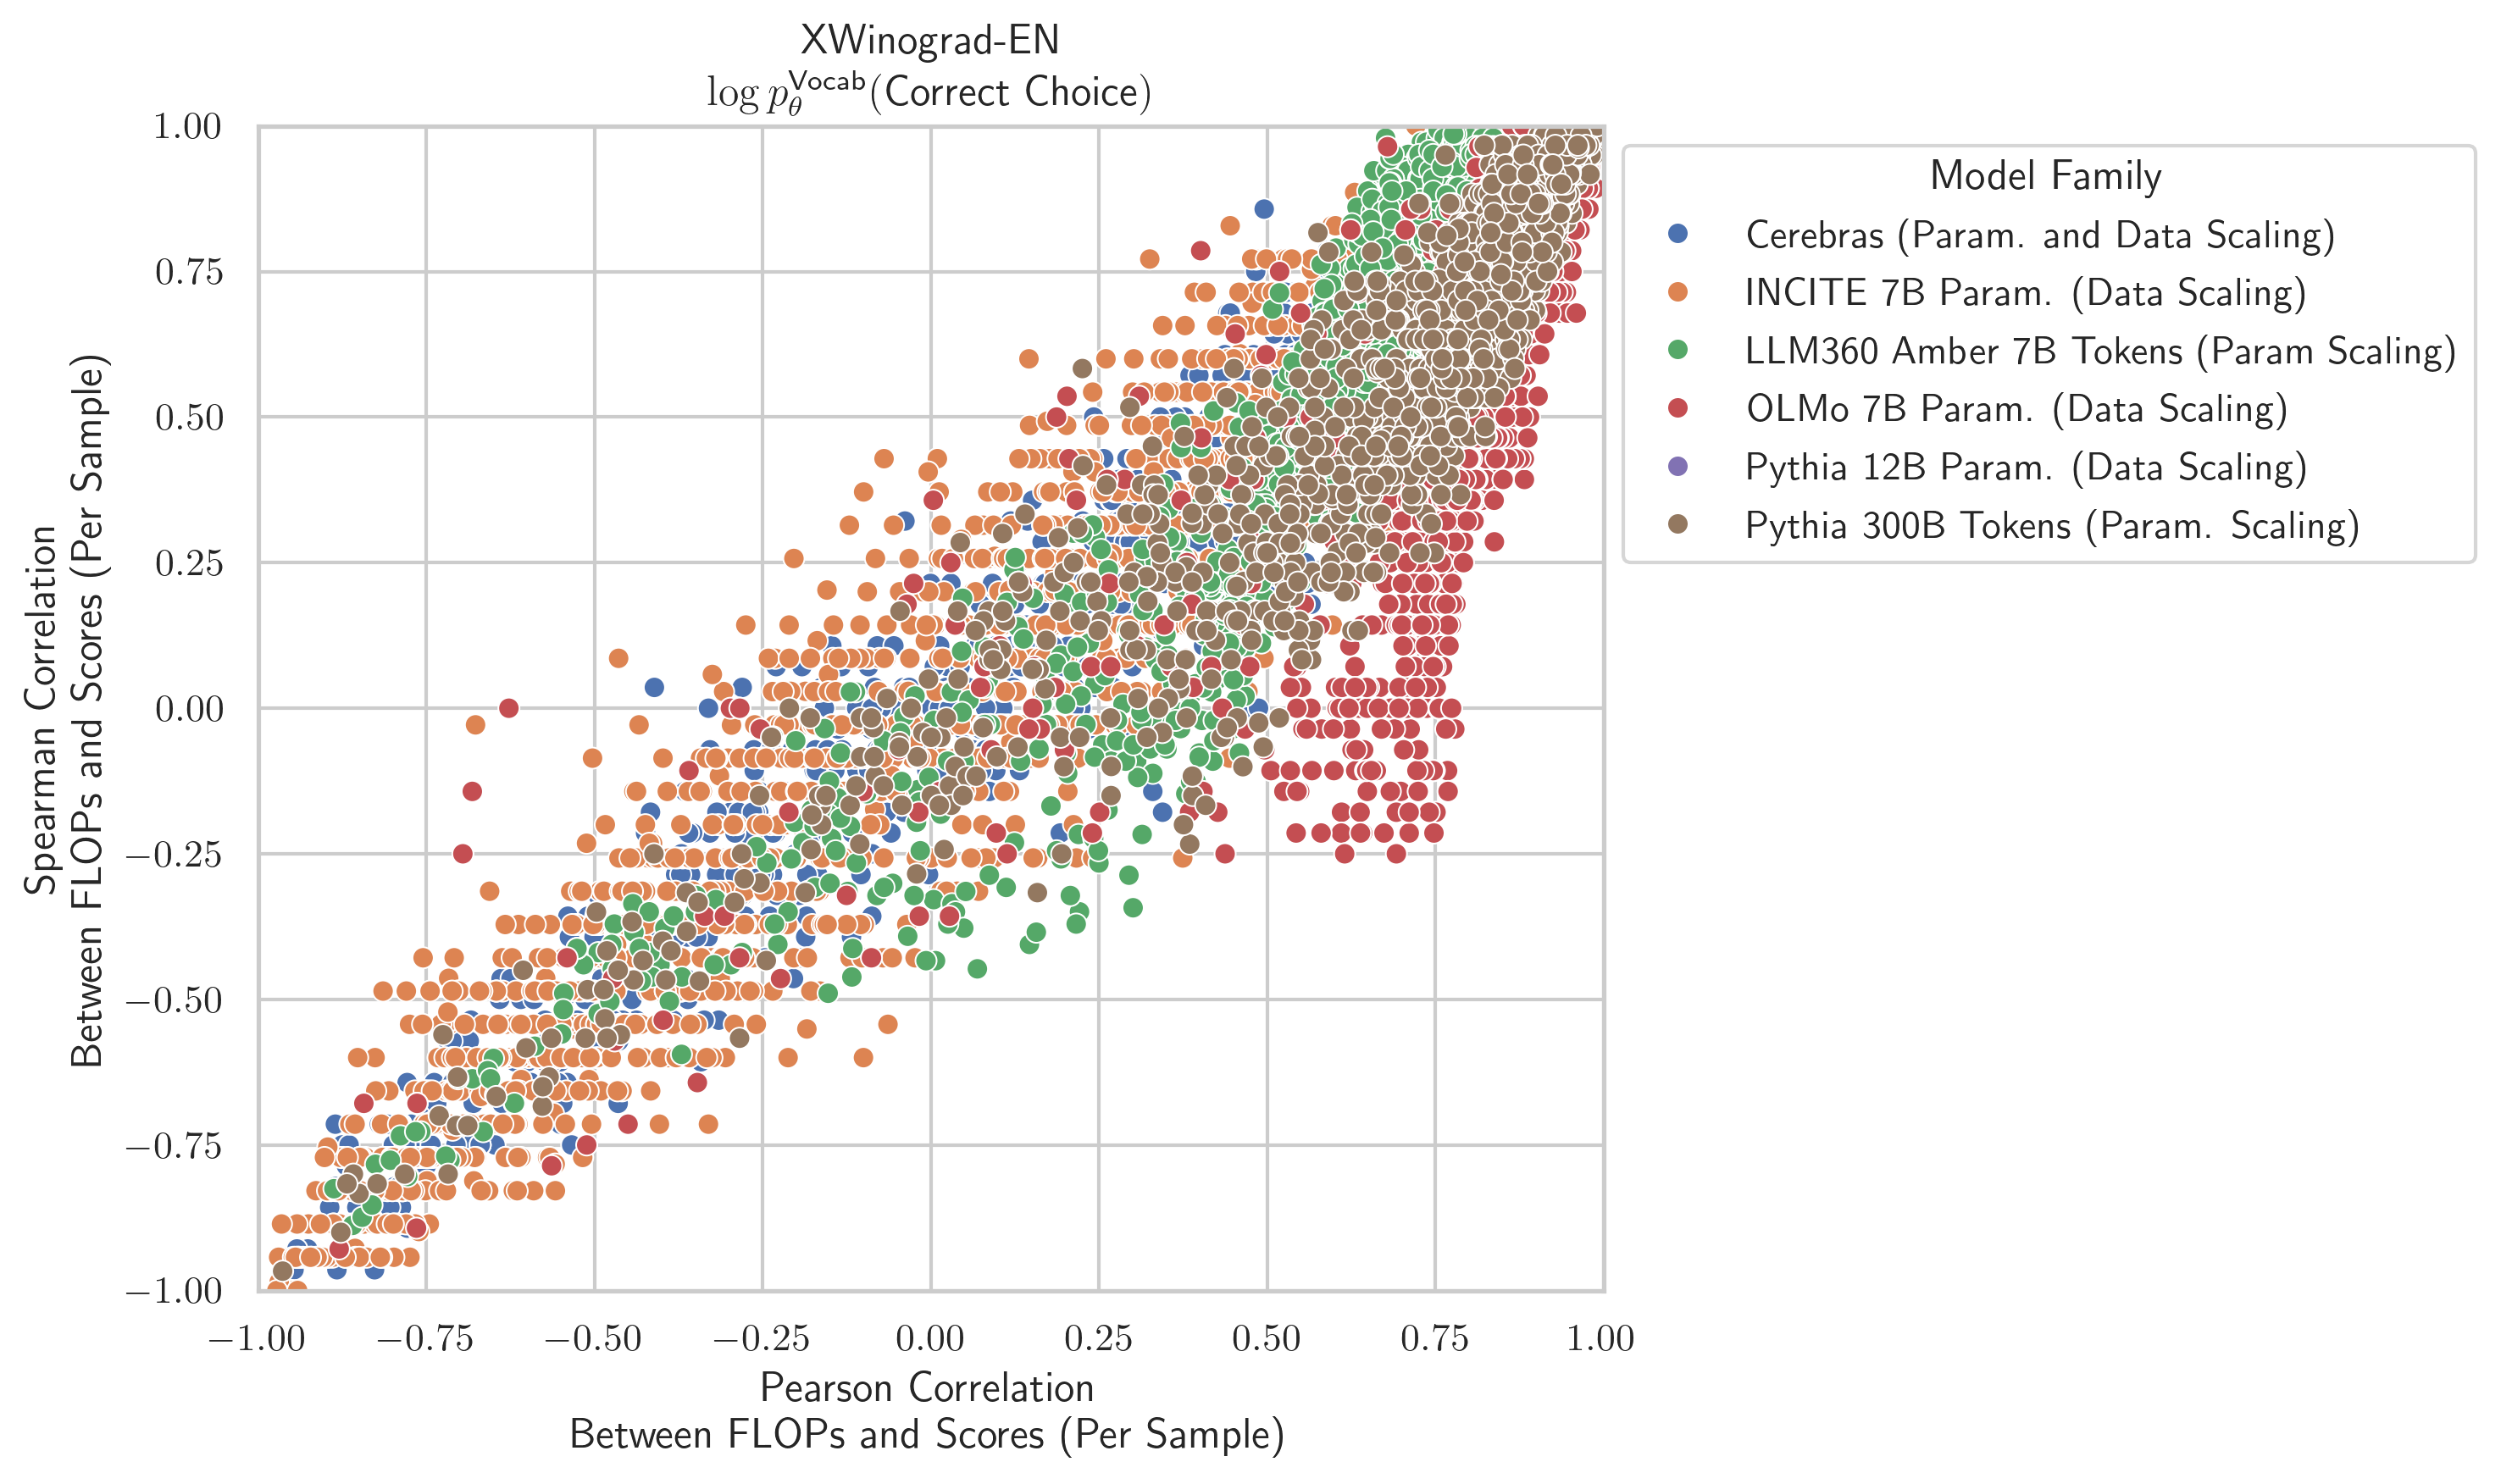 XWinograd-EN
log p_θ^Vocab(Correct Choice)
1.00
0.75
0.50
0.25
0.00
−0.25
−0.50
−0.75
−1.00
Spearman Correlation
Between FLOPs and Scores (Per Sample)
−1.00 −0.75 −0.50 −0.25 0.00 0.25 0.50 0.75 1.00
Pearson Correlation
Between FLOPs and Scores (Per Sample)
Model Family
Cerebras (Param. and Data Scaling)
INCITE 7B Param. (Data Scaling)
LLM360 Amber 7B Tokens (Param Scaling)
OLMo 7B Param. (Data Scaling)
Pythia 12B Param. (Data Scaling)
Pythia 300B Tokens (Param. Scaling)